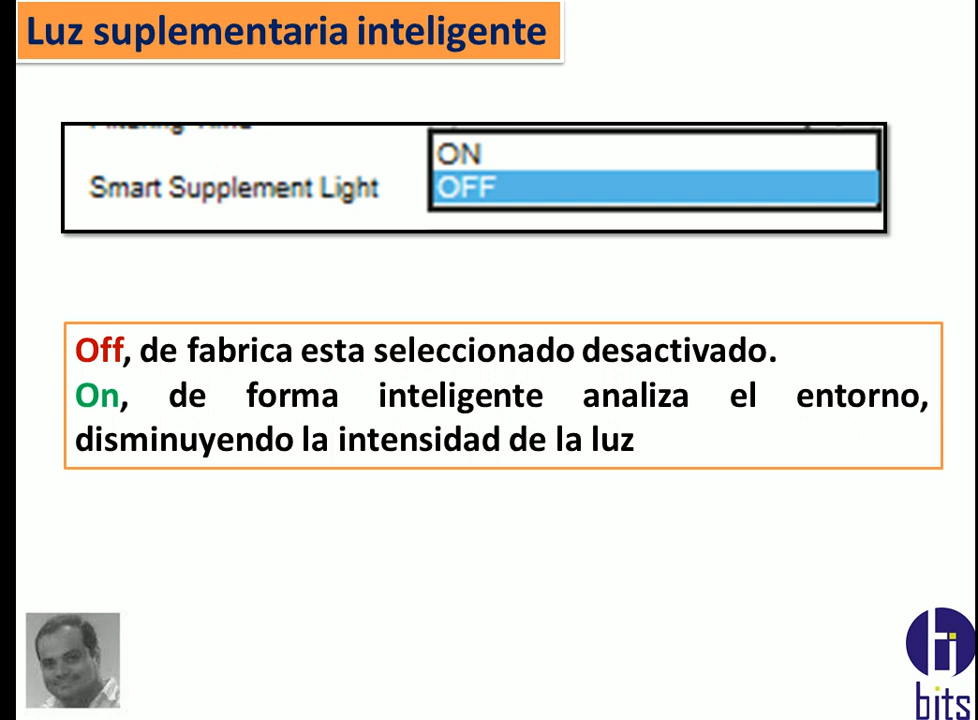 Luz suplementaria inteligente
ON
Smart Supplement Light
OFF
Off, de fabrica esta seleccionado desactivado.
On, de forma inteligente analiza el entorno,
disminuyendo la intensidad de la luz
bits